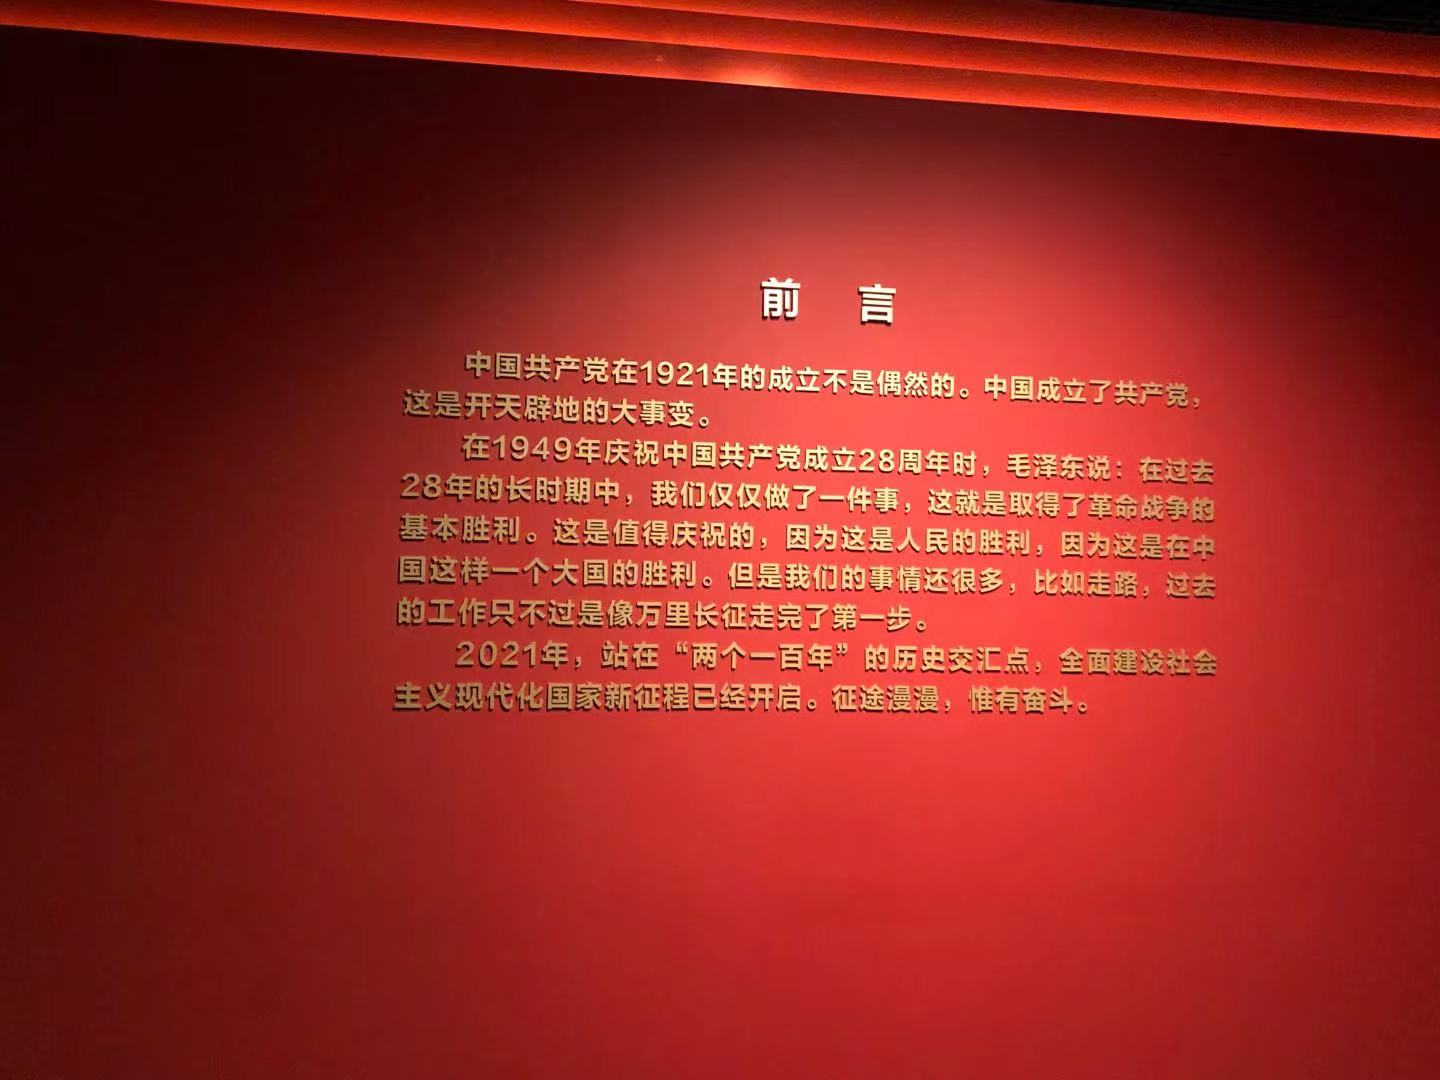 前 言
中国共产党在1921年的成立不是偶然的。中国成立了共产党，
这是开天辟地的大事变。
在1949年庆祝中国共产党成立28周年时，毛泽东说：在过去
28年的长时期中，我们仅仅做了一件事，这就是取得了革命战争的
基本胜利。这是值得庆祝的，因为这是人民的胜利，因为这是在中
国这样一个大国的胜利。但是我们的事情还很多，比如走路，过去
的工作只不过是像万里长征走完了第一步。
2021年，站在“两个一百年”的历史交汇点，全面建设社会
主义现代化国家新征程已经开启。征途漫漫，惟有奋斗。